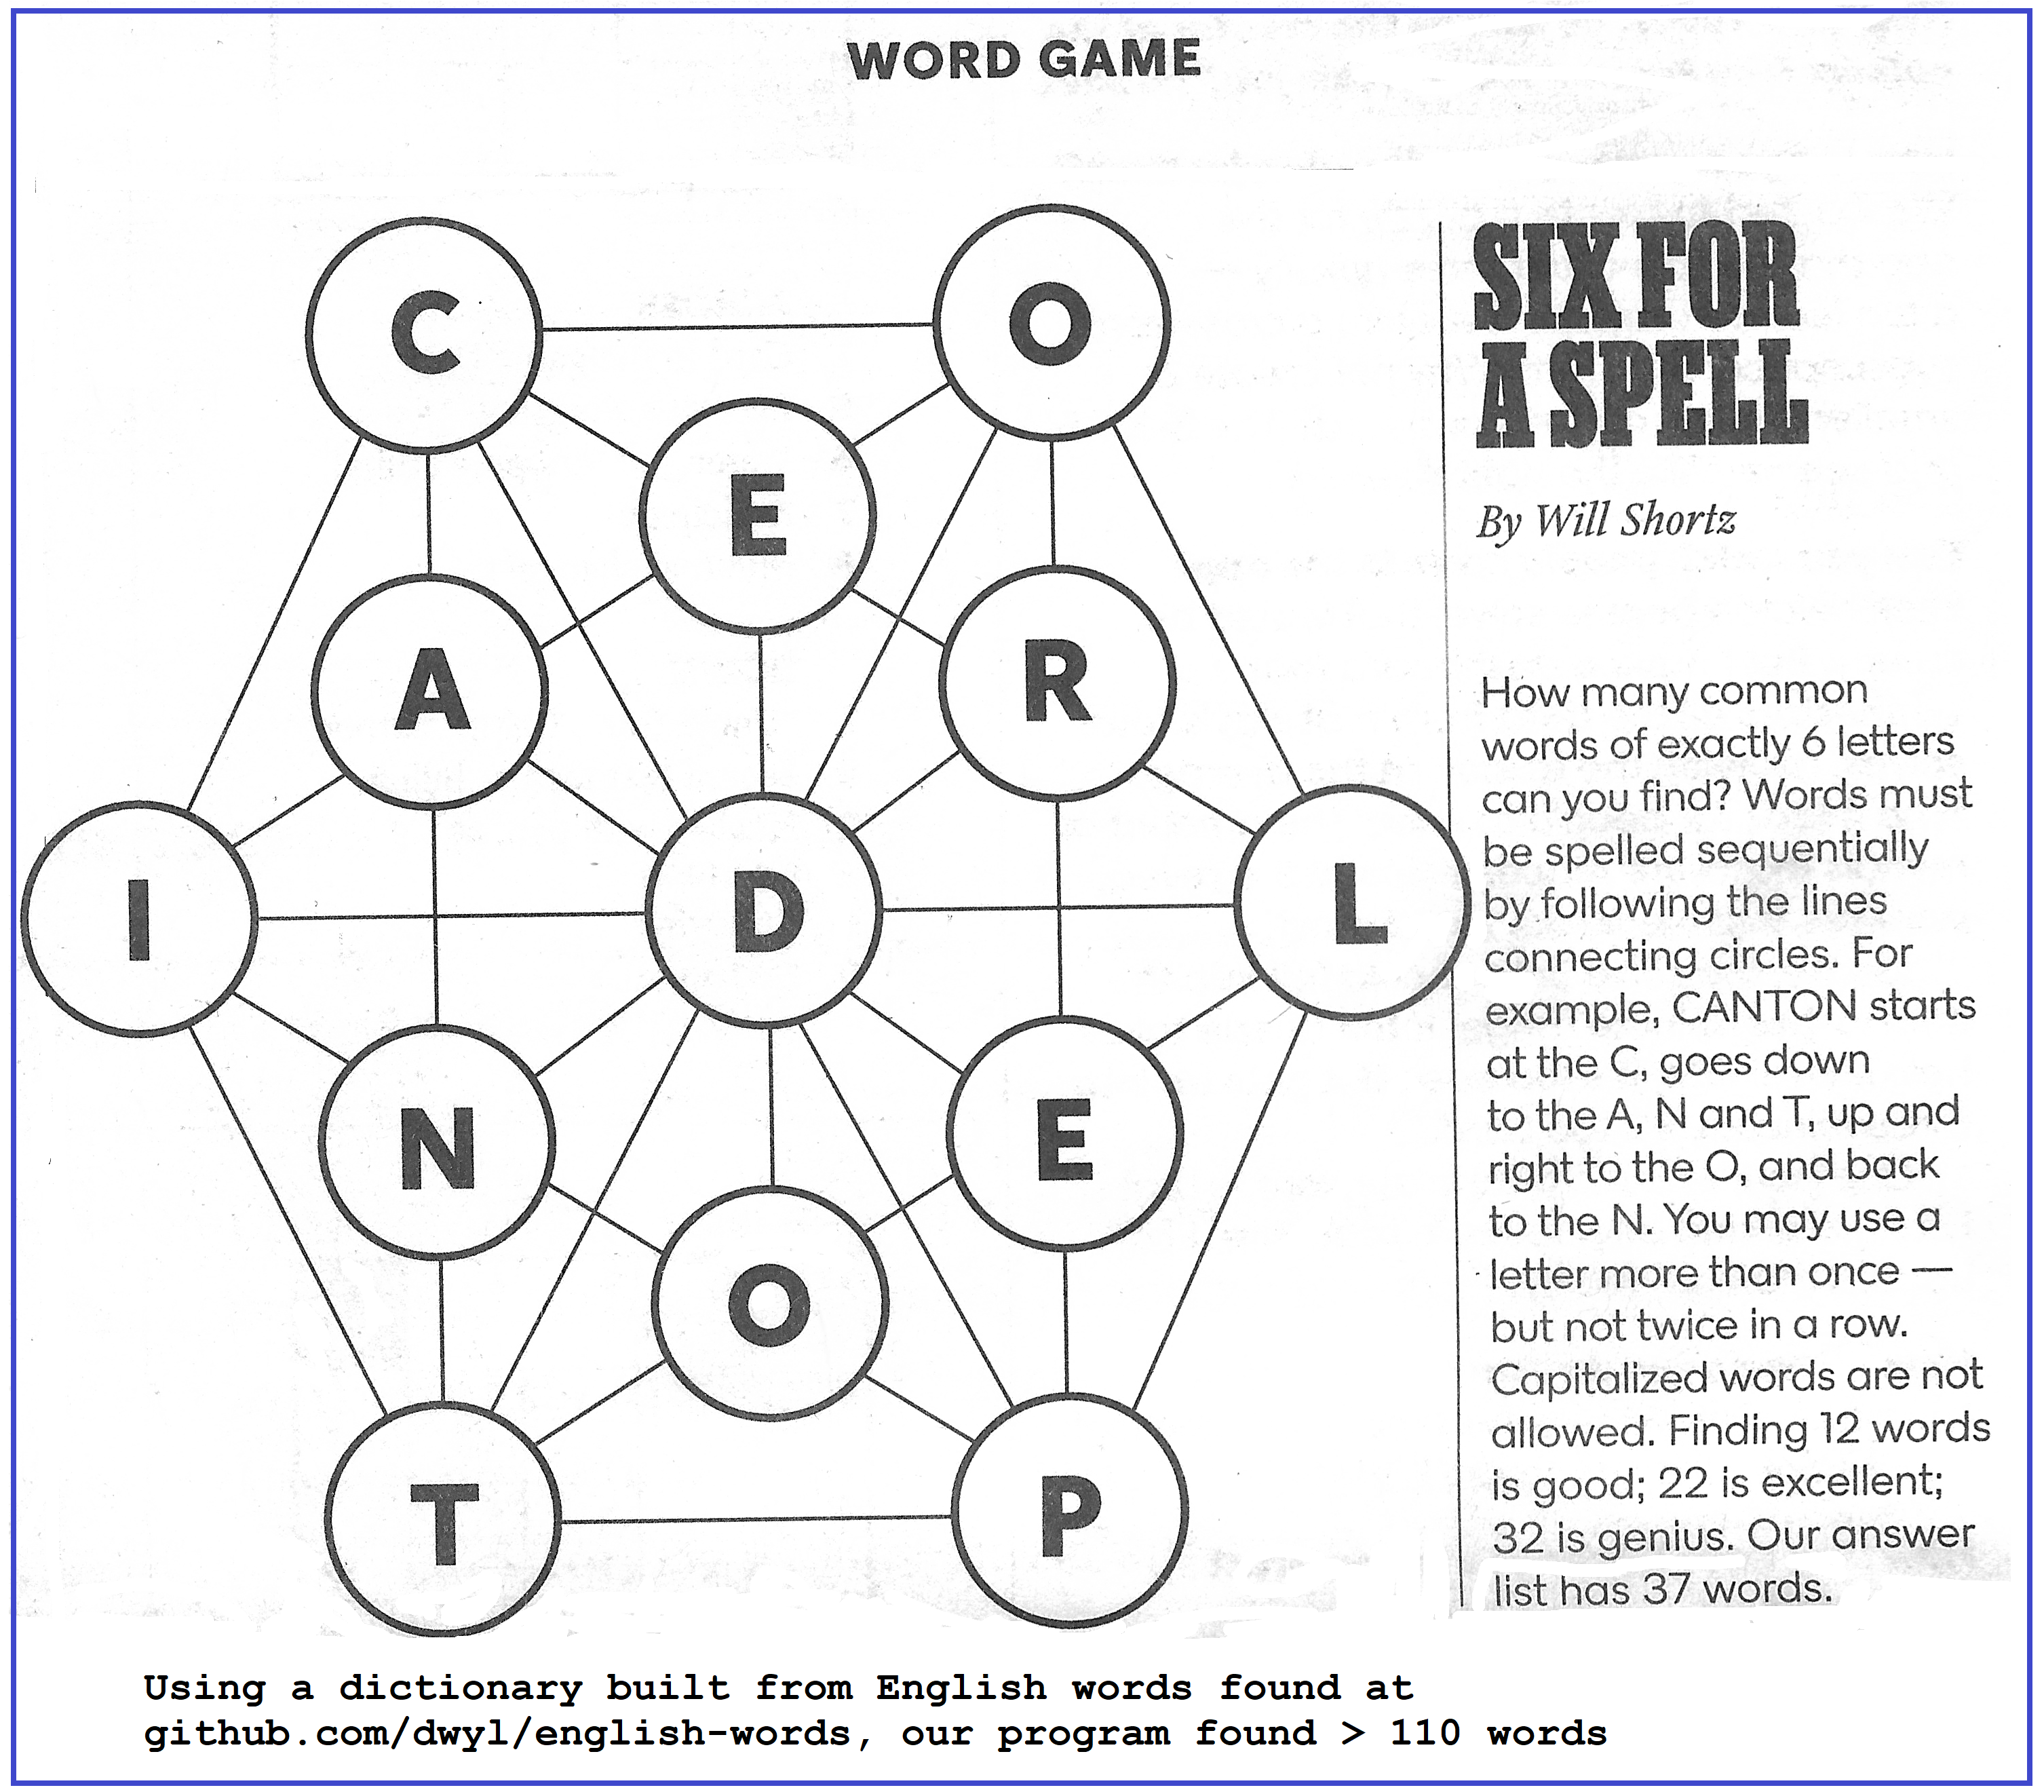 WORD GAME
C
O
E
A
R
I
D
L
N
E
O
T
P
SIX FOR
A SPELL
By Will Shortz
How many common
words of exactly 6 letters
can you find? Words must
be spelled sequentially
by following the lines
connecting circles. For
example, CANTON starts
at the C, goes down
to the A, N and T, up and
right to the O, and back
to the N. You may use a
letter more than once —
but not twice in a row.
Capitalized words are not
allowed. Finding 12 words
is good; 22 is excellent;
32 is genius. Our answer
list has 37 words.
Using a dictionary built from English words found at
github.com/dwyl/english-words, our program found > 110 words